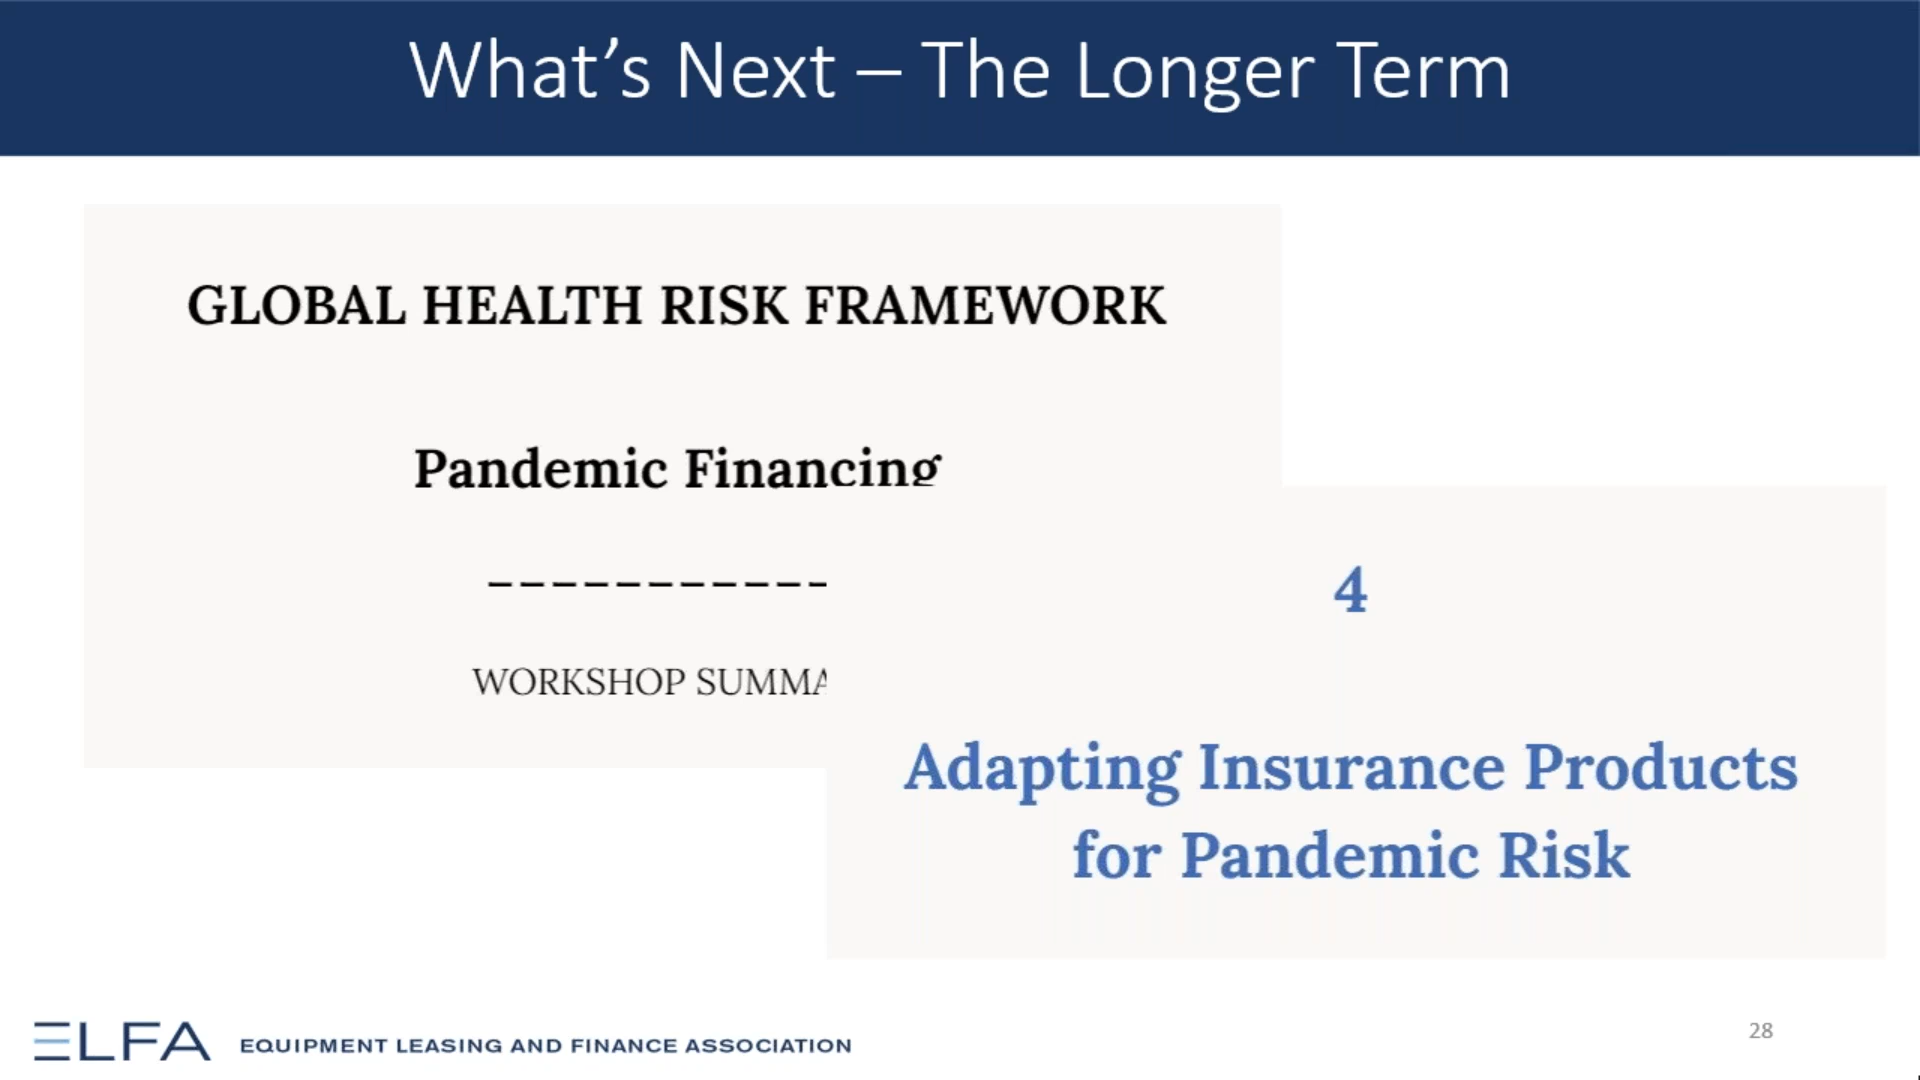 What’s Next – The Longer Term
GLOBAL HEALTH RISK FRAMEWORK
Pandemic Financing
–––––––––––
WORKSHOP SUMMA
4
Adapting Insurance Products
for Pandemic Risk
ELFA EQUIPMENT LEASING AND FINANCE ASSOCIATION
28